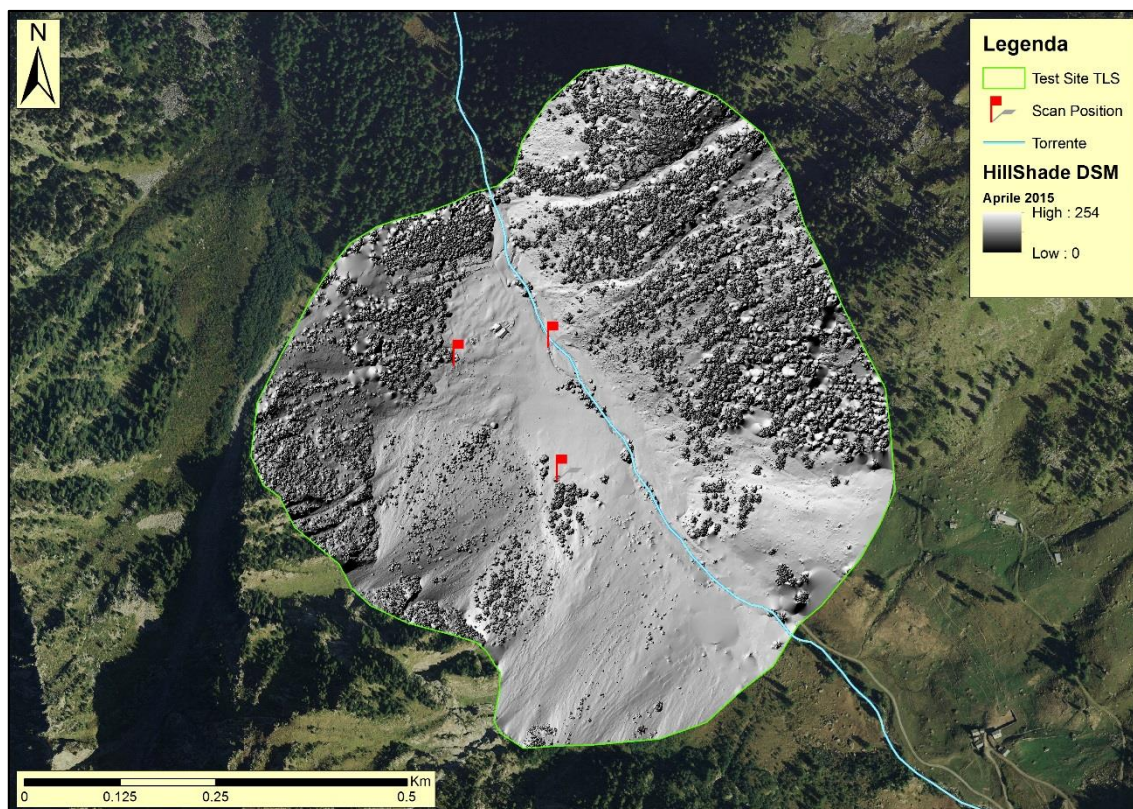 N
Legenda
Test Site TLS
Scan Position
Torrente
HillShade DSM
Aprile 2015
High : 254
Low : 0
Km
0 0.125 0.25 0.5